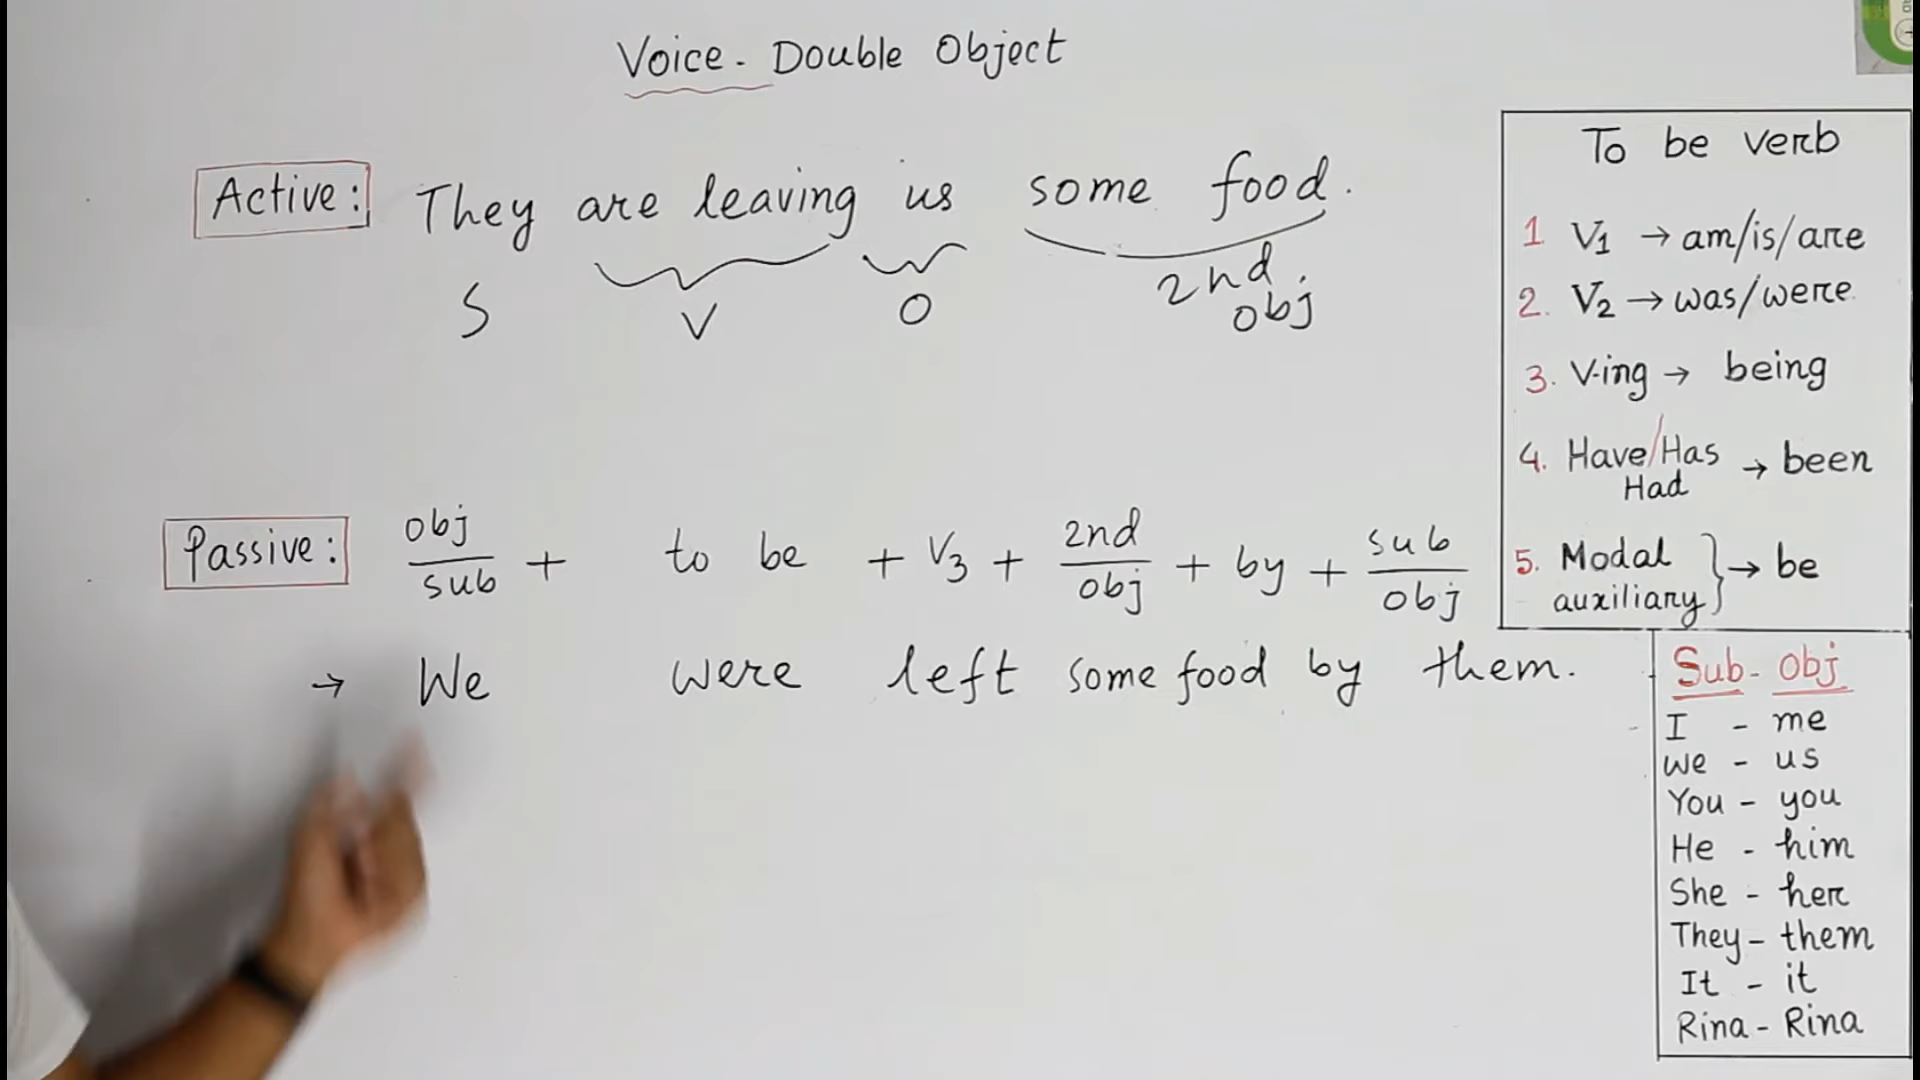 Voice - Double Object
Active: They are leaving us some food.
S V O 2nd obj
Passive: obj/sub + to be + V3 + 2nd/obj + by + sub/obj
→ We were left some food by them.
To be verb
1 V1 → am/is/are
2. V2 → was/were
3. V-ing → being
4. Have/Has Had → been
5. Modal auxiliary } → be
Sub - Obj
I - me
We - us
You - you
He - him
She - her
They - them
It - it
Rina - Rina